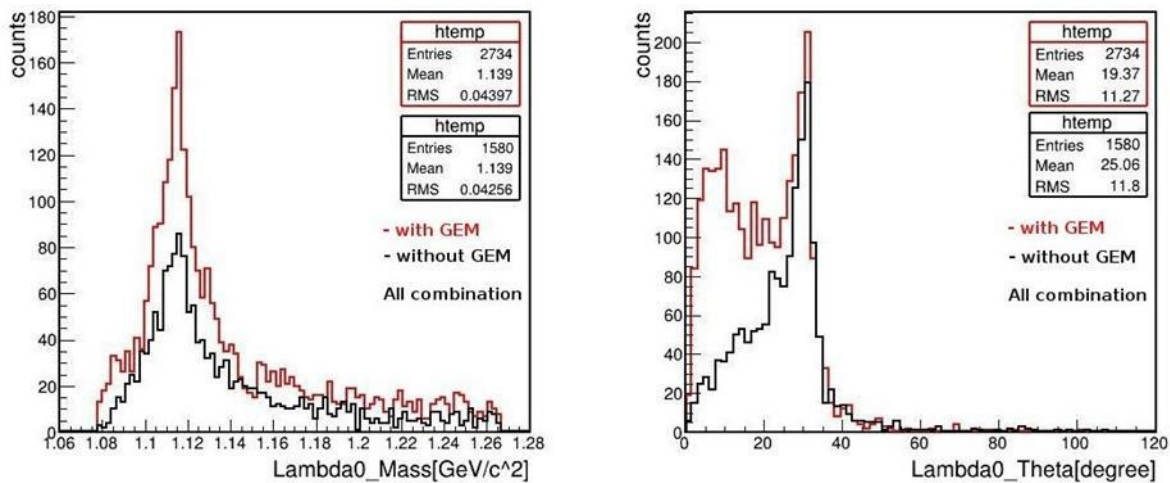 counts
180
160
140
120
100
80
60
40
20
0
htemp
Entries 2734
Mean 1.139
RMS 0.04397
htemp
Entries 1580
Mean 1.139
RMS 0.04256
- with GEM
- without GEM
All combination
1.06 1.08 1.1 1.12 1.14 1.16 1.18 1.2 1.22 1.24 1.26 1.28
Lambda0_Mass[GeV/c^2]
counts
200
180
160
140
120
100
80
60
40
20
0
htemp
Entries 2734
Mean 19.37
RMS 11.27
htemp
Entries 1580
Mean 25.06
RMS 11.8
- with GEM
- without GEM
All combination
0 20 40 60 80 100 120
Lambda0_Theta[degree]